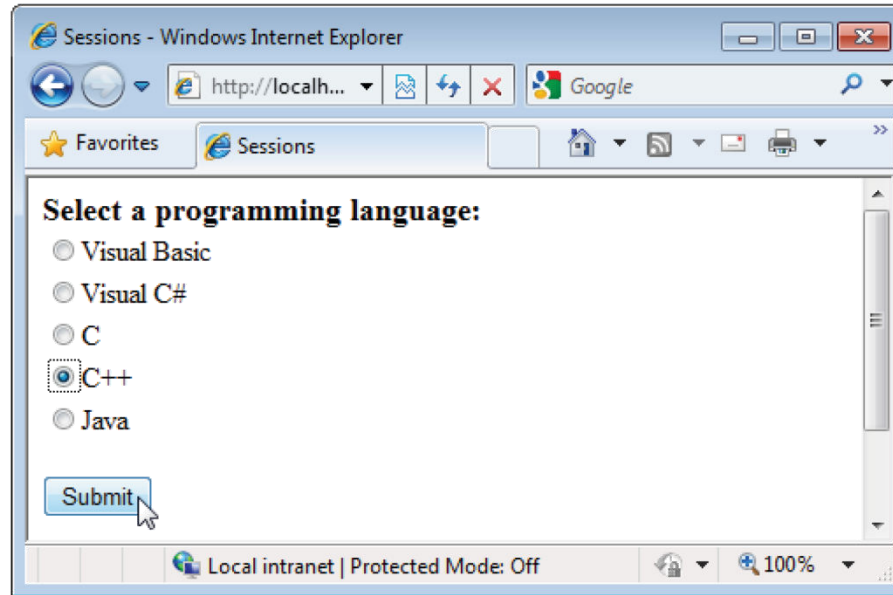 Sessions - Windows Internet Explorer
http://localh...
Google
Favorites
Sessions
»
Select a programming language:
Visual Basic
Visual C#
C
C++
Java
Submit
Local intranet | Protected Mode: Off
100%